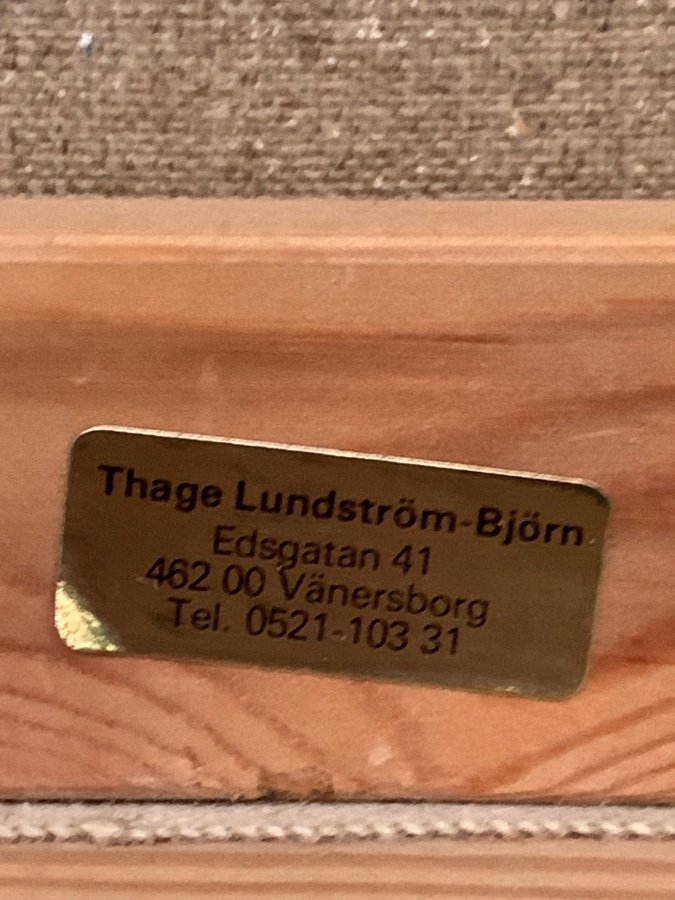 Thage Lundström-Björn
Edsgatan 41
462 00 Vänersborg
Tel. 0521-103 31